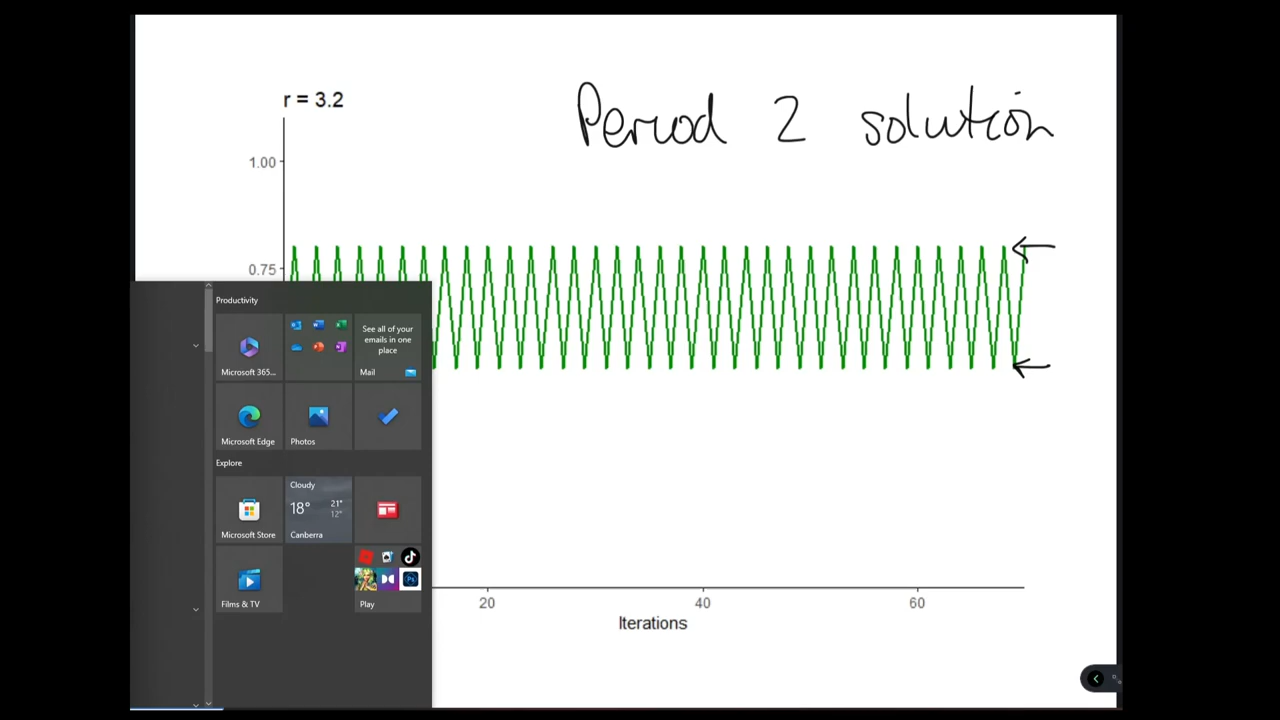 r = 3.2
Period 2 solution
1.00
0.75
Productivity
Microsoft 365...
See all of your
emails in one
place
Mail
Microsoft Edge
Photos
Explore
Microsoft Store
Cloudy
18° 21°
12°
Canberra
Films & TV
Play
20 40 60
Iterations